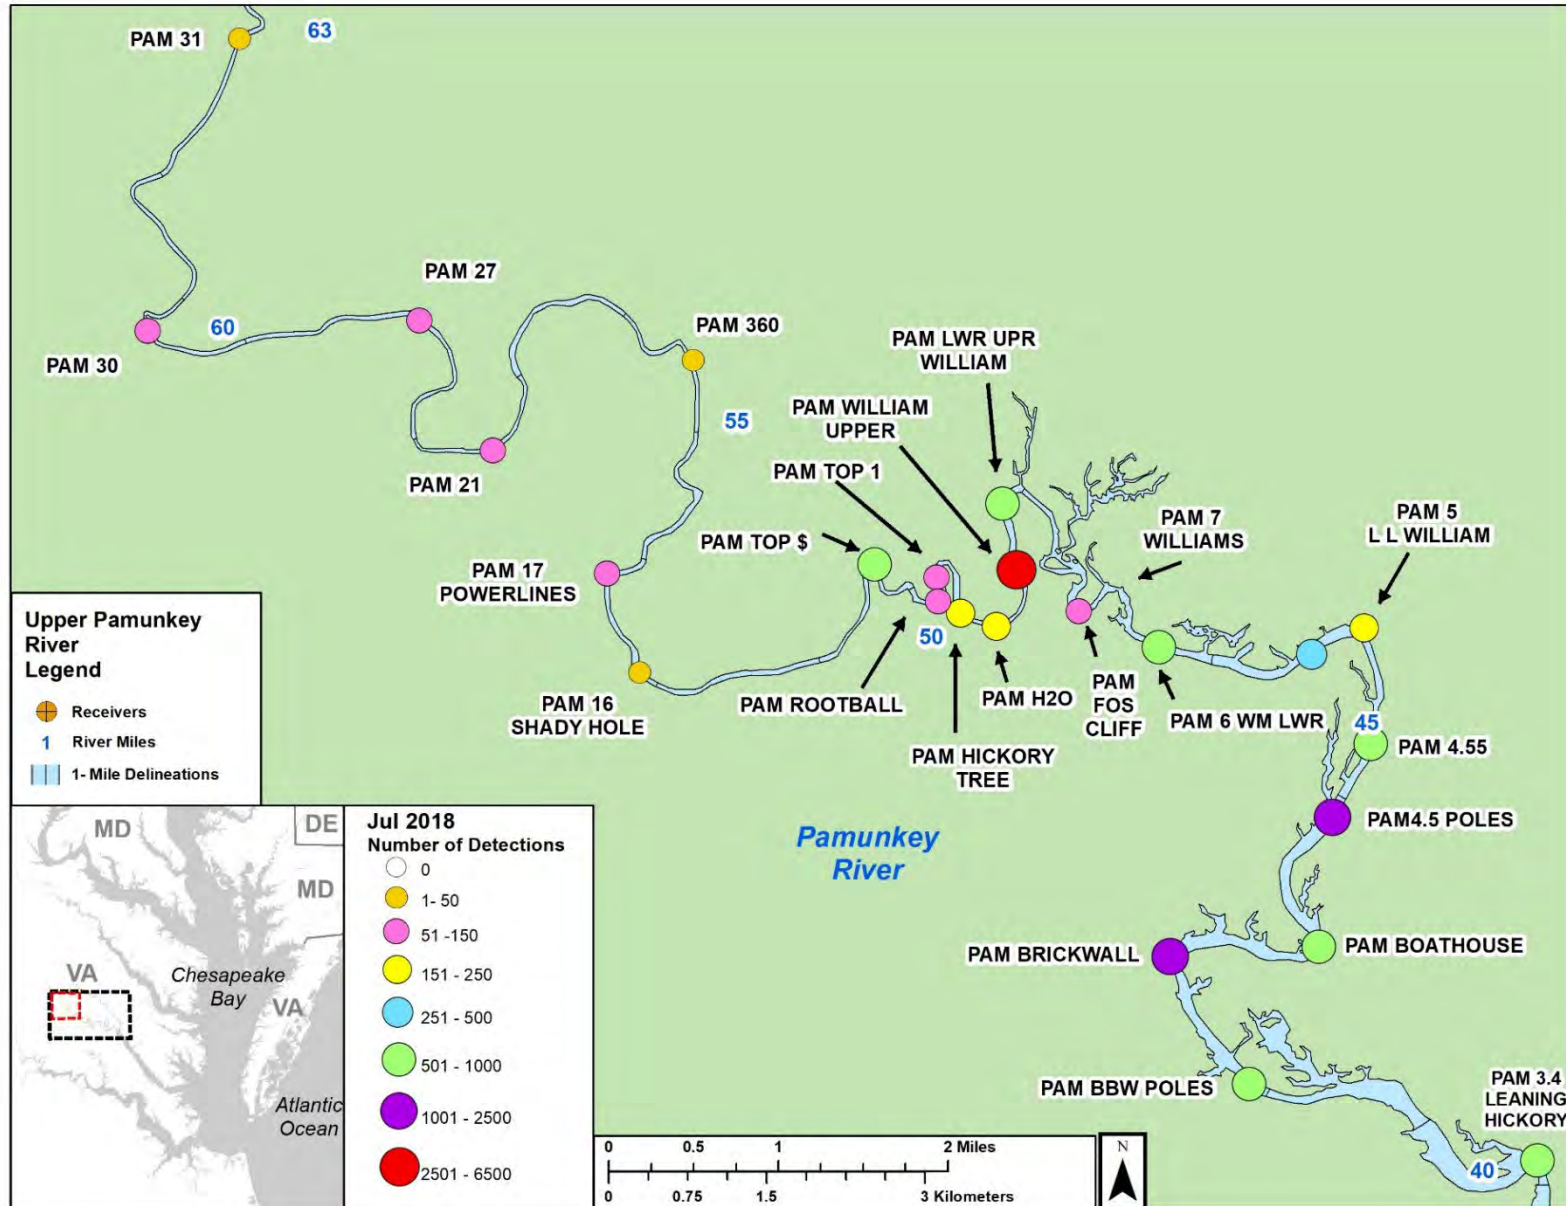 PAM 31
63
PAM 27
PAM 30
60
PAM 360
55
PAM 21
PAM LWR UPR
WILLIAM
PAM WILLIAM
UPPER
PAM TOP 1
PAM TOP $
PAM 17
POWERLINES
PAM 7
WILLIAMS
PAM 5
L L WILLIAM
50
PAM ROOTBALL
PAM H2O
PAM HICKORY
TREE
PAM
FOS
CLIFF
PAM 6 WM LWR
45
PAM 4.55
PAM 16
SHADY HOLE
PAM4.5 POLES
Pamunkey
River
PAM BRICKWALL
PAM BOATHOUSE
PAM BBW POLES
PAM 3.4
LEANING
HICKORY
40
Upper Pamunkey
River
Legend
Receivers
1 River Miles
1- Mile Delineations
MD
DE
MD
VA
Chesapeake
Bay
VA
Atlantic
Ocean
Jul 2018
Number of Detections
0
1- 50
51 -150
151 - 250
251 - 500
501 - 1000
1001 - 2500
2501 - 6500
0 0.5 1 2 Miles
0 0.75 1.5 3 Kilometers
N